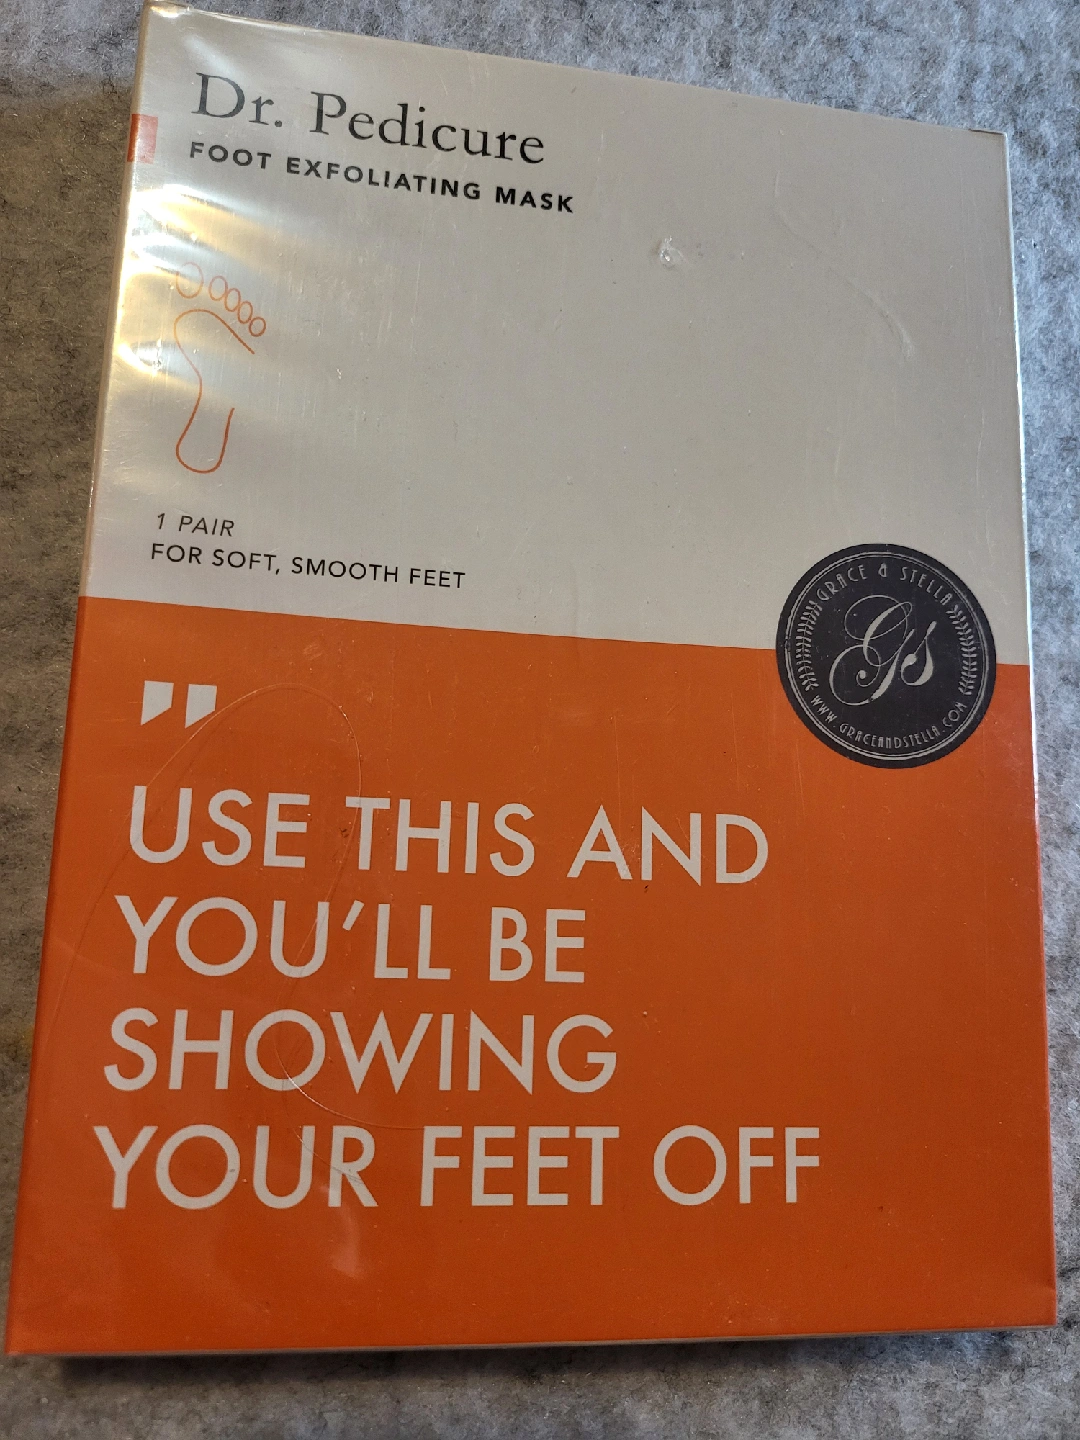 Dr. Pedicure
FOOT EXFOLIATING MASK
1 PAIR
FOR SOFT, SMOOTH FEET
GRACE & STELLA
GS
WWW.GRACEANDSTELLA.COM
"
USE THIS AND
YOU'LL BE
SHOWING
YOUR FEET OFF